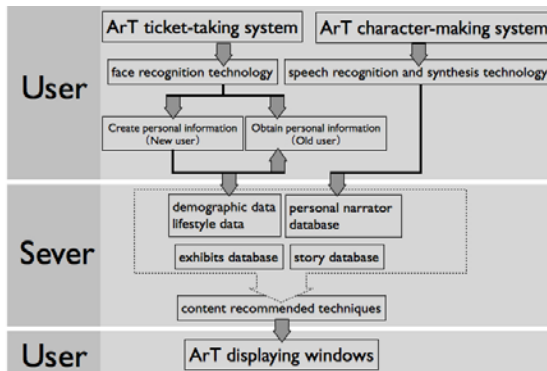 ArT ticket-taking system
ArT character-making system
User
face recognition technology
speech recognition and synthesis technology
Create personal information
(New user)
Obtain personal information
(Old user)
Sever
demographic data
lifestyle data
personal narrator
database
exhibits database
story database
content recommended techniques
User
ArT displaying windows